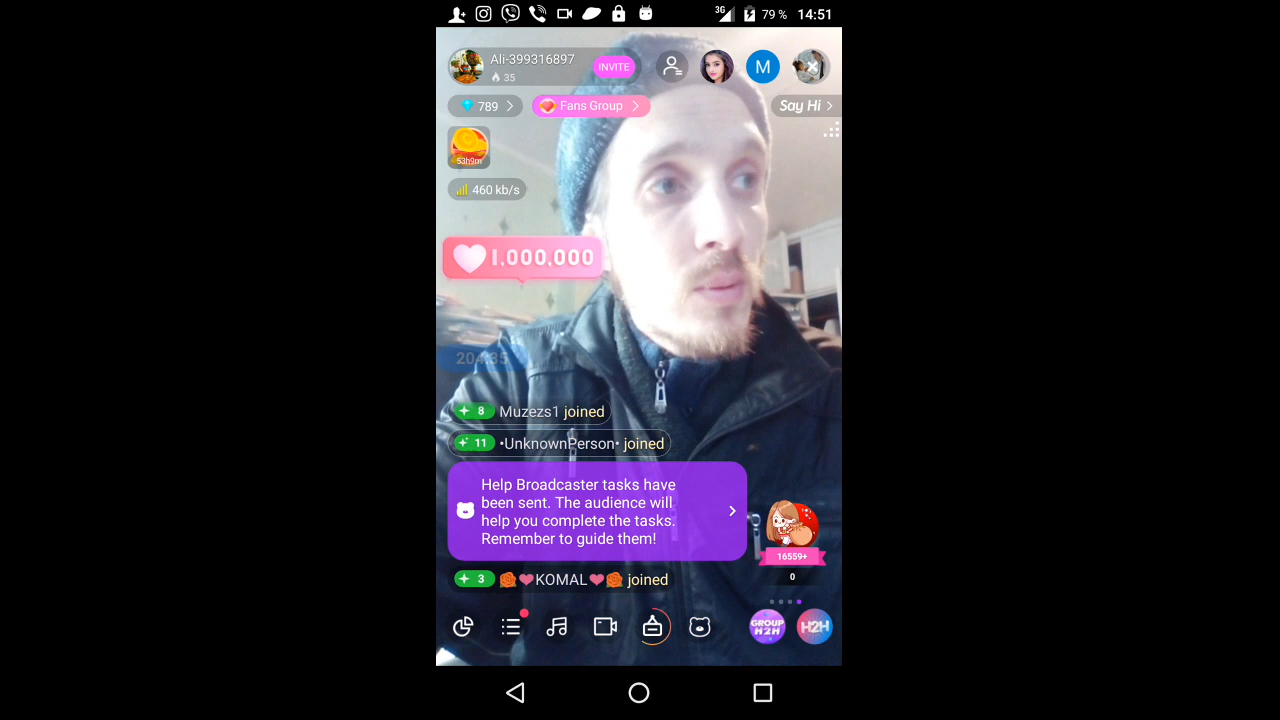 3G 79 % 14:51
Ali-399316897
35
INVITE
M
789
Fans Group
Say Hi
53h9m
460 kb/s
1,000,000
8 Muzezs1 joined
11 •UnknownPerson• joined
Help Broadcaster tasks have
been sent. The audience will
help you complete the tasks.
Remember to guide them!
16559+
0
3 KOMAL joined
GROUP
H2H
H2H